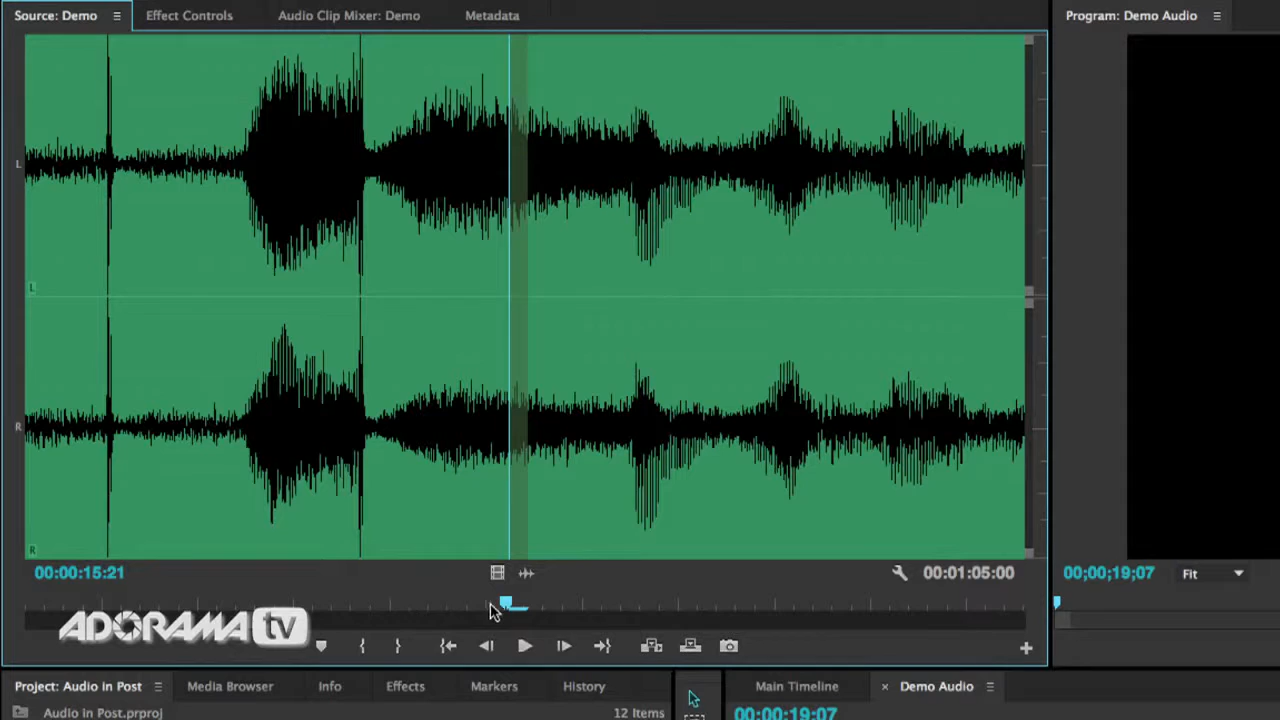 Source: Demo
Effect Controls
Audio Clip Mixer: Demo
Metadata
Program: Demo Audio
L
L
R
R
00:00:15:21
00:01:05:00
00;00;19;07
Fit
ADORAMA tv
Project: Audio in Post
Media Browser
Info
Effects
Markers
History
Main Timeline
× Demo Audio
Audio in Post.prproj
12 Items
00:00:19:07